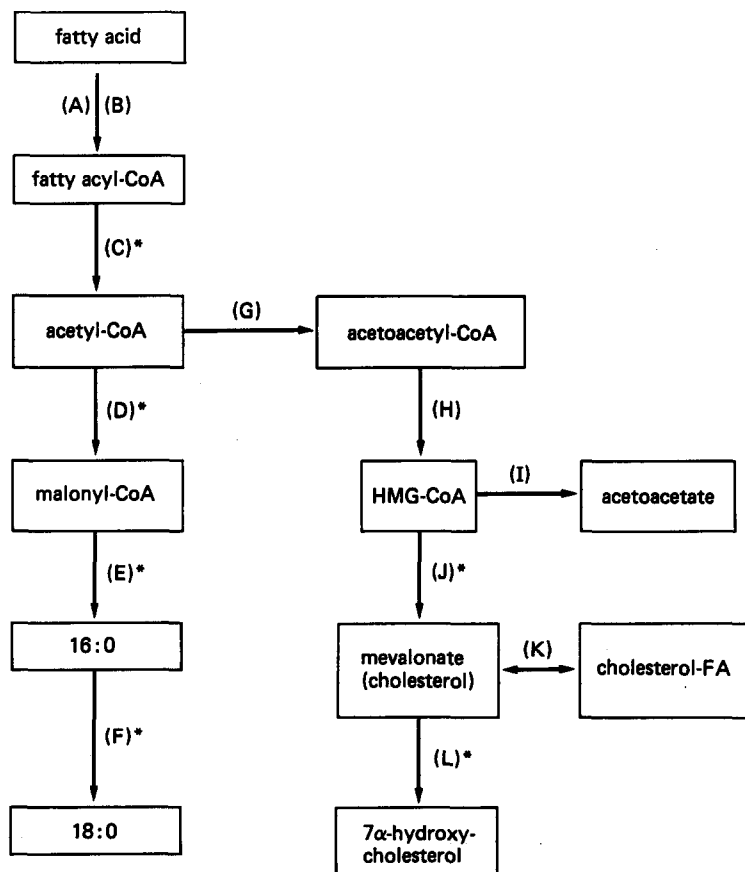 fatty acid
(A) (B)
fatty acyl-CoA
(C)*
acetyl-CoA
(G)
acetoacetyl-CoA
(D)*
(H)
malonyl-CoA
HMG-CoA
(I)
acetoacetate
(E)*
(J)*
16:0
mevalonate
(cholesterol)
(K)
cholesterol-FA
(F)*
(L)*
18:0
7α-hydroxy-
cholesterol